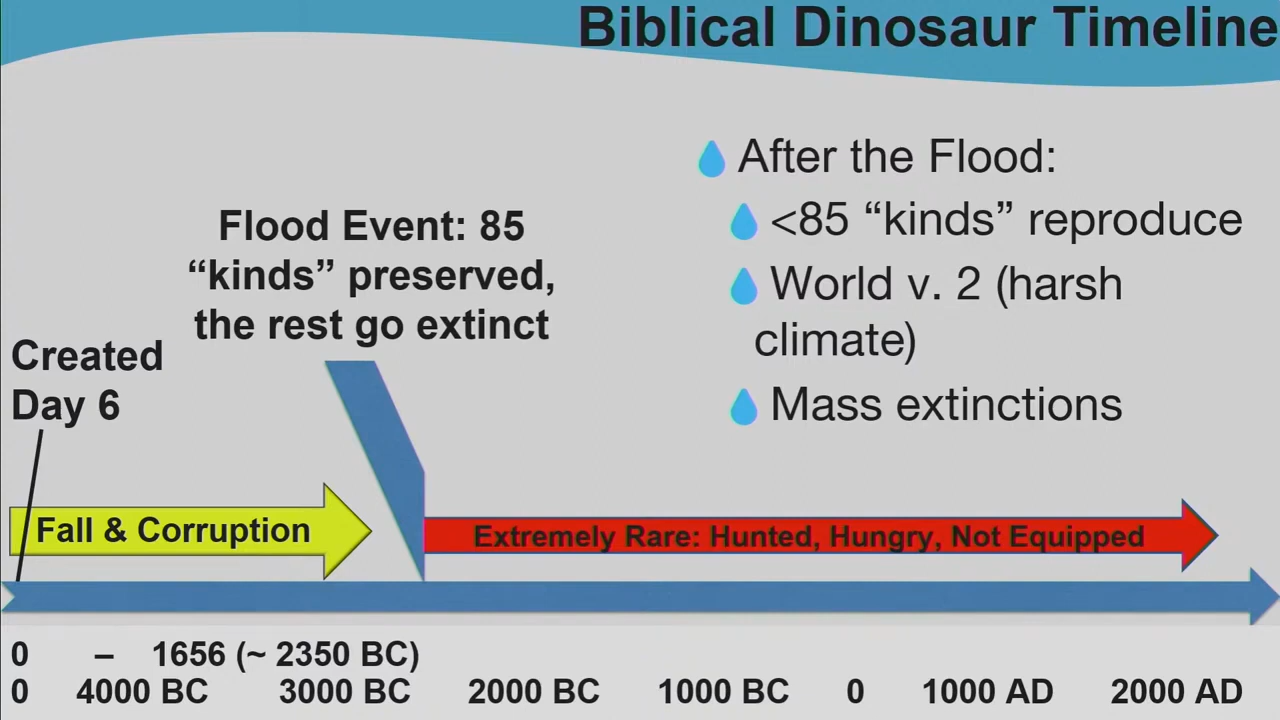 Biblical Dinosaur Timeline
After the Flood:
<85 “kinds” reproduce
World v. 2 (harsh
climate)
Mass extinctions
Flood Event: 85
“kinds” preserved,
the rest go extinct
Created
Day 6
Fall & Corruption
Extremely Rare: Hunted, Hungry, Not Equipped
0 – 1656 (~ 2350 BC)
0 4000 BC 3000 BC 2000 BC 1000 BC 0 1000 AD 2000 AD